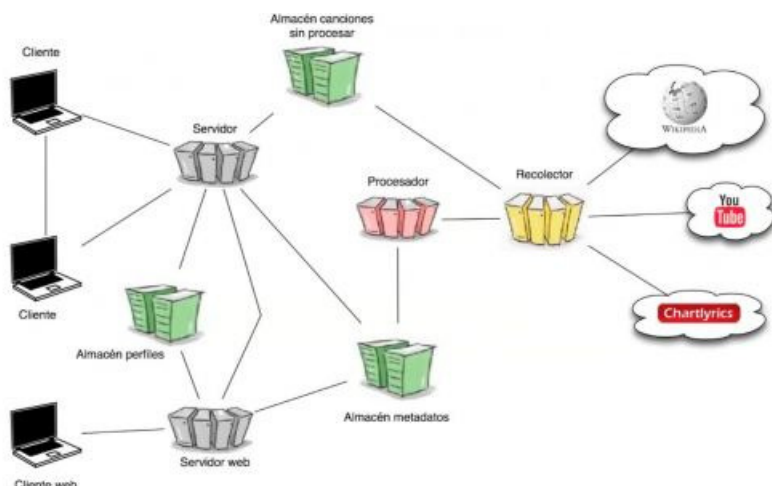 Almacén canciones
sin procesar
Cliente
Servidor
WIKIPEDIA
Procesador
Recolector
You
Tube
Cliente
Chartlyrics
Almacén perfiles
Almacén metadatos
Servidor web
Cliente web